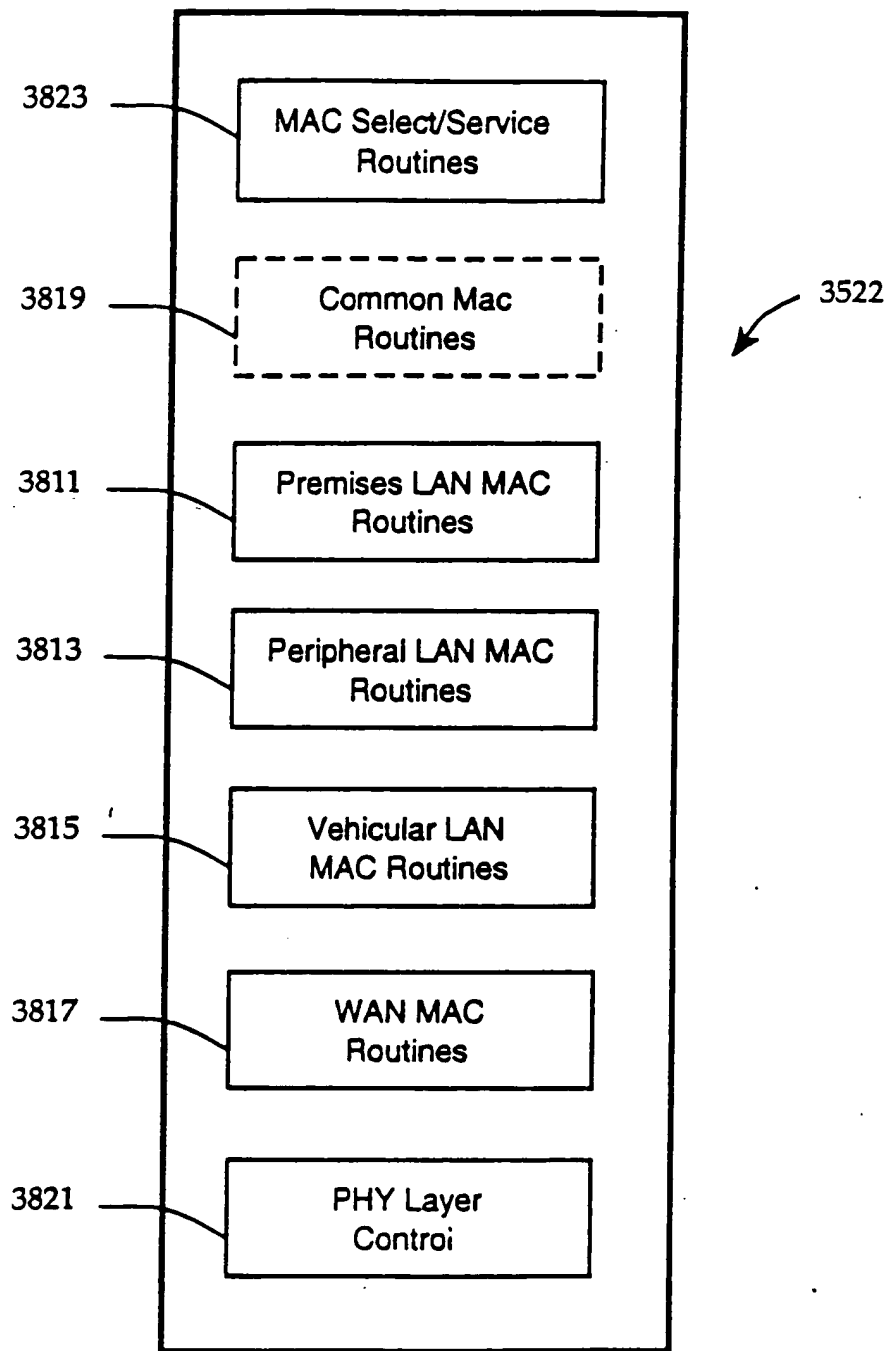 3823
MAC Select/Service
Routines
3819
Common Mac
Routines
3522
3811
Premises LAN MAC
Routines
3813
Peripheral LAN MAC
Routines
3815
Vehicular LAN
MAC Routines
3817
WAN MAC
Routines
3821
PHY Layer
Control